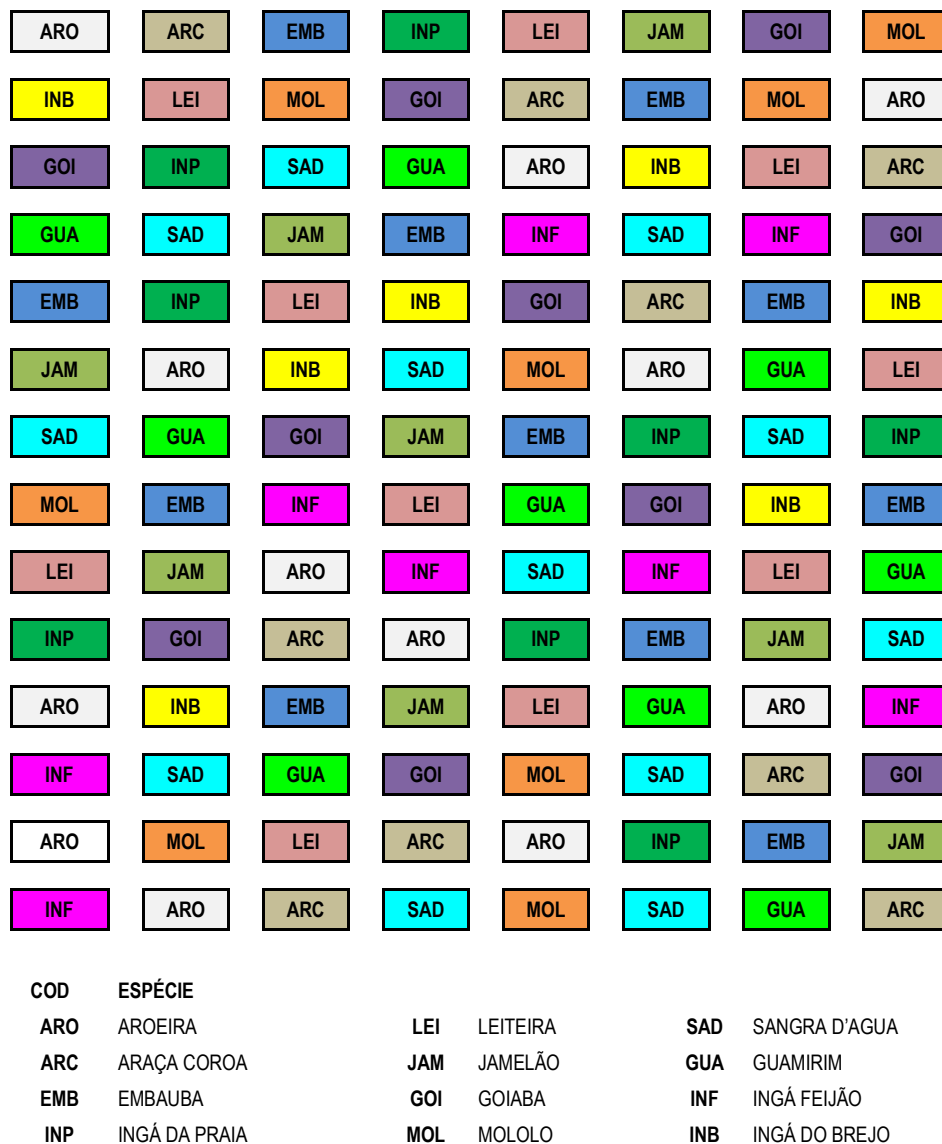 ARO ARC EMB INP LEI JAM GOI MOL
INB LEI MOL GOI ARC EMB MOL ARO
GOI INP SAD GUA ARO INB LEI ARC
GUA SAD JAM EMB INF SAD INF GOI
EMB INP LEI INB GOI ARC EMB INB
JAM ARO INB SAD MOL ARO GUA LEI
SAD GUA GOI JAM EMB INP SAD INP
MOL EMB INF LEI GUA GOI INB EMB
LEI JAM ARO INF SAD INF LEI GUA
INP GOI ARC ARO INP EMB JAM SAD
ARO INB EMB JAM LEI GUA ARO INF
INF SAD GUA GOI MOL SAD ARC GOI
ARO MOL LEI ARC ARO INP EMB JAM
INF ARO ARC SAD MOL SAD GUA ARC
COD ESPÉCIE
ARO AROEIRA LEI LEITEIRA SAD SANGRA D'AGUA
ARC ARAÇA COROA JAM JAMELÃO GUA GUAMIRIM
EMB EMBAUBA GOI GOIABA INF INGÁ FEIJÃO
INP INGÁ DA PRAIA MOL MOLOLO INB INGÁ DO BREJO